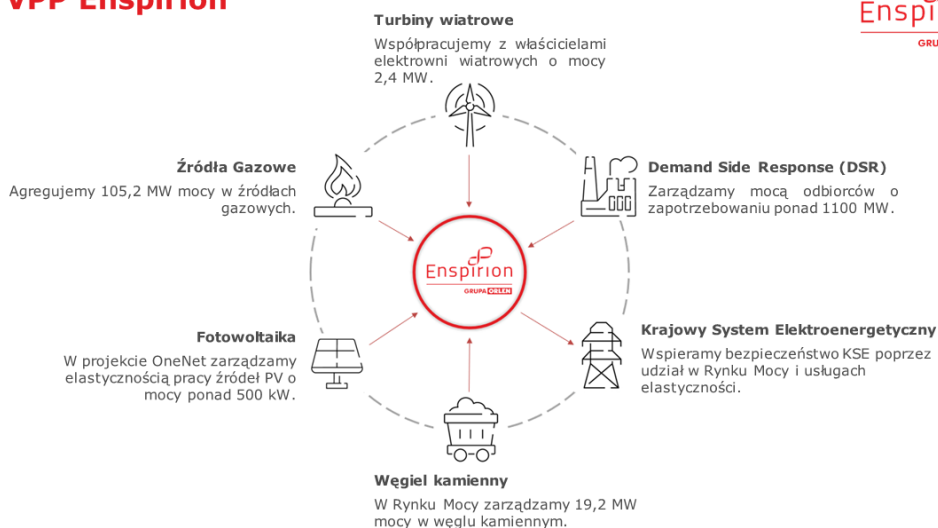 VPP Enspirion
Turbiny wiatrowe
Współpracujemy z właścicielami
elektrowni wiatrowych o mocy
2,4 MW.
Źródła Gazowe
Agregujemy 105,2 MW mocy w źródłach
gazowych.
Demand Side Response (DSR)
Zarządzamy mocą odbiorców o
zapotrzebowaniu ponad 1100 MW.
Enspirion
GRUPA ORLEN
Fotowoltaika
W projekcie OneNet zarządzamy
elastycznością pracy źródeł PV o
mocy ponad 500 kW.
Krajowy System Elektroenergetyczny
Wspieramy bezpieczeństwo KSE poprzez
udział w Rynku Mocy i usługach
elastyczności.
Węgiel kamienny
W Rynku Mocy zarządzamy 19,2 MW
mocy w węglu kamiennym.